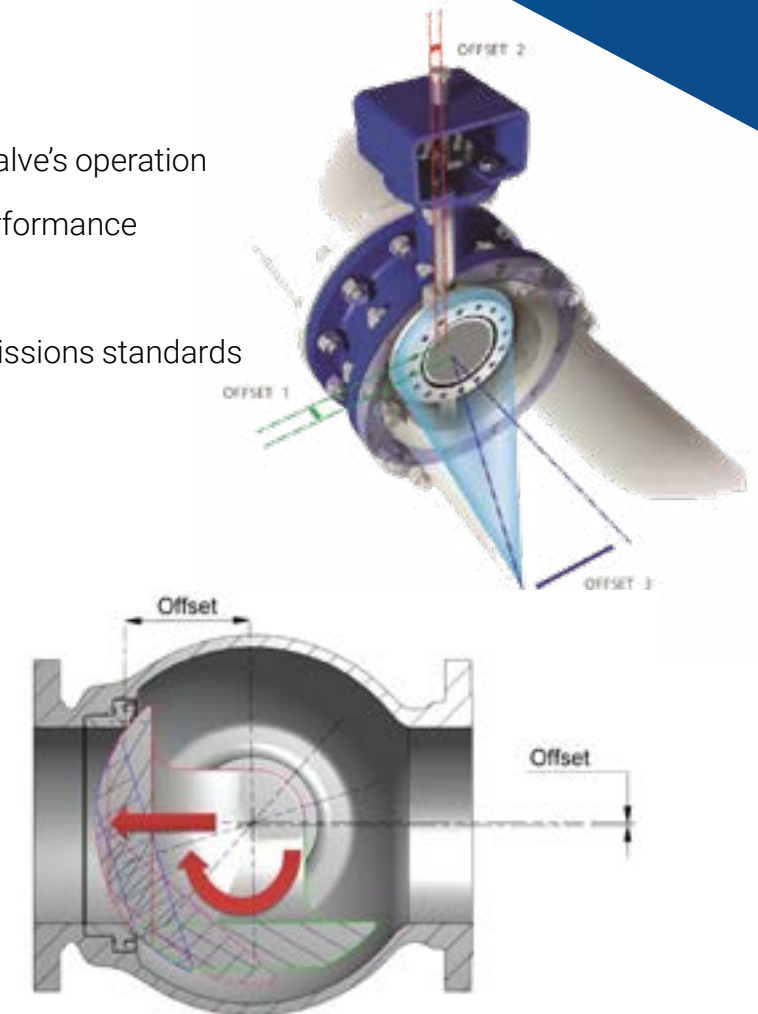 OFFSET 2
alve's operation
rformance
issions standards
OFFSET 1
OFFSET 3
Offset
Offset